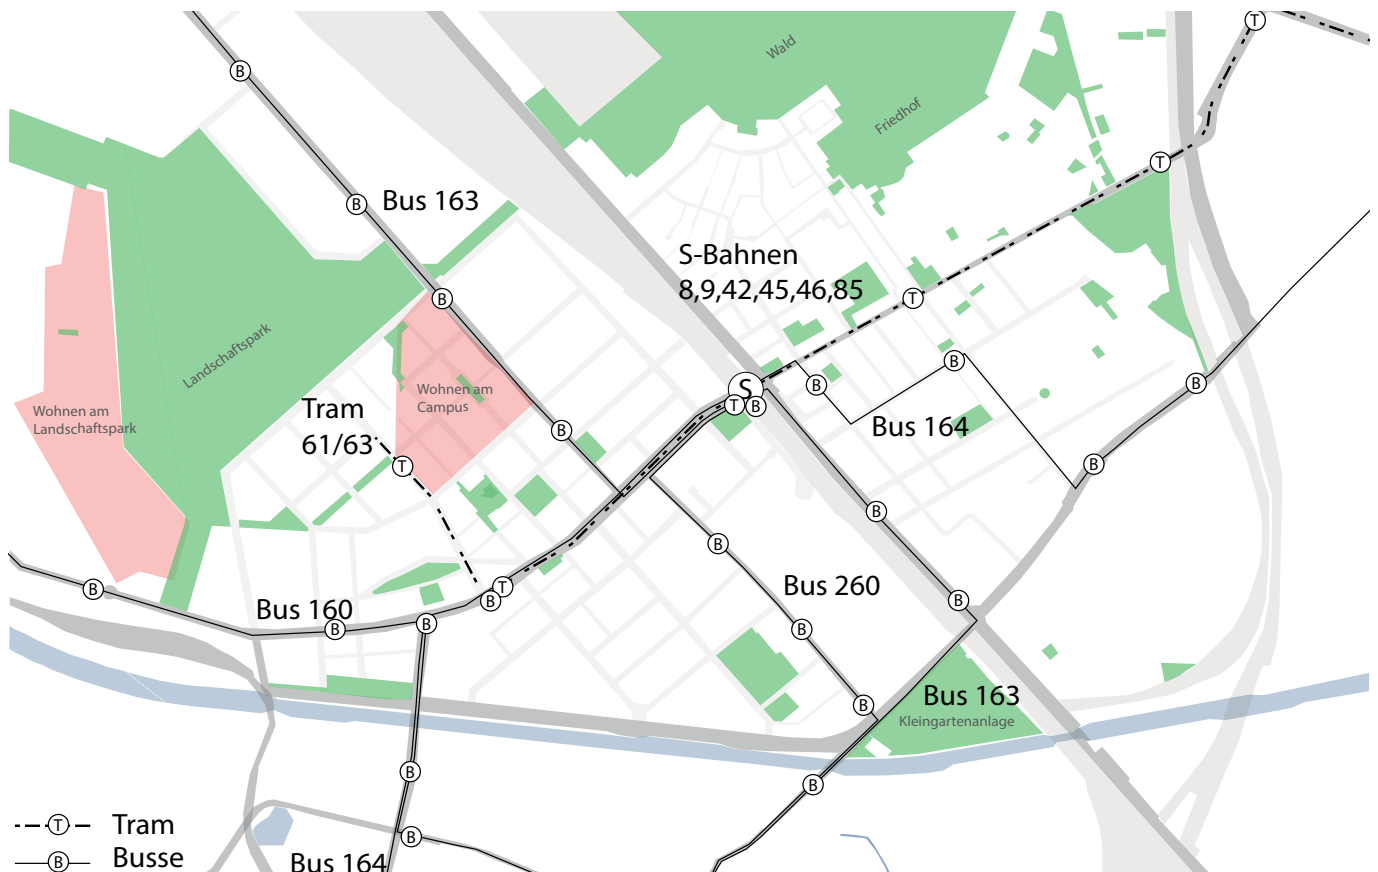 T
Wald
B
Friedhof
T
Bus 163
B
S-Bahnen
8,9,42,45,46,85
B
T
Landschaftspark
Wohnen am
Campus
S
B
B
B
T
B
Wohnen am
Landschaftspark
Tram
61/63
Bus 164
B
T
B
B
B
B
Bus 260
T
B
B
Bus 160
B
B
B
B
Bus 163
Kleingartenanlage
B
B
B
T
Tram
B
B
Busse
Bus 164